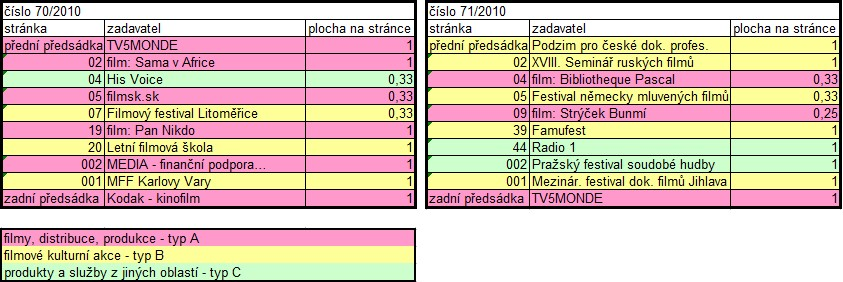 číslo 70/2010
stránka zadavatel plocha na stránce
přední předsádka TV5MONDE 1
02 film: Sama v Africe 1
04 His Voice 0,33
05 filmsk.sk 0,33
07 Filmový festival Litoměřice 0,33
19 film: Pan Nikdo 1
20 Letní filmová škola 1
002 MEDIA - finanční podpora... 1
001 MFF Karlovy Vary 1
zadní předsádka Kodak - kinofilm 1
číslo 71/2010
stránka zadavatel plocha na stránce
přední předsádka Podzim pro české dok. profes. 1
02 XVIII. Seminář ruských filmů 1
04 film: Bibliotheque Pascal 0,33
05 Festival německy mluvených filmů 0,33
09 film: Strýček Bunmí 0,25
39 Famufest 1
44 Radio 1 1
002 Pražský festival soudobé hudby 1
001 Mezinár. festival dok. filmů Jihlava 1
zadní předsádka TV5MONDE 1
filmy, distribuce, produkce - typ A
filmové kulturní akce - typ B
produkty a služby z jiných oblastí - typ C